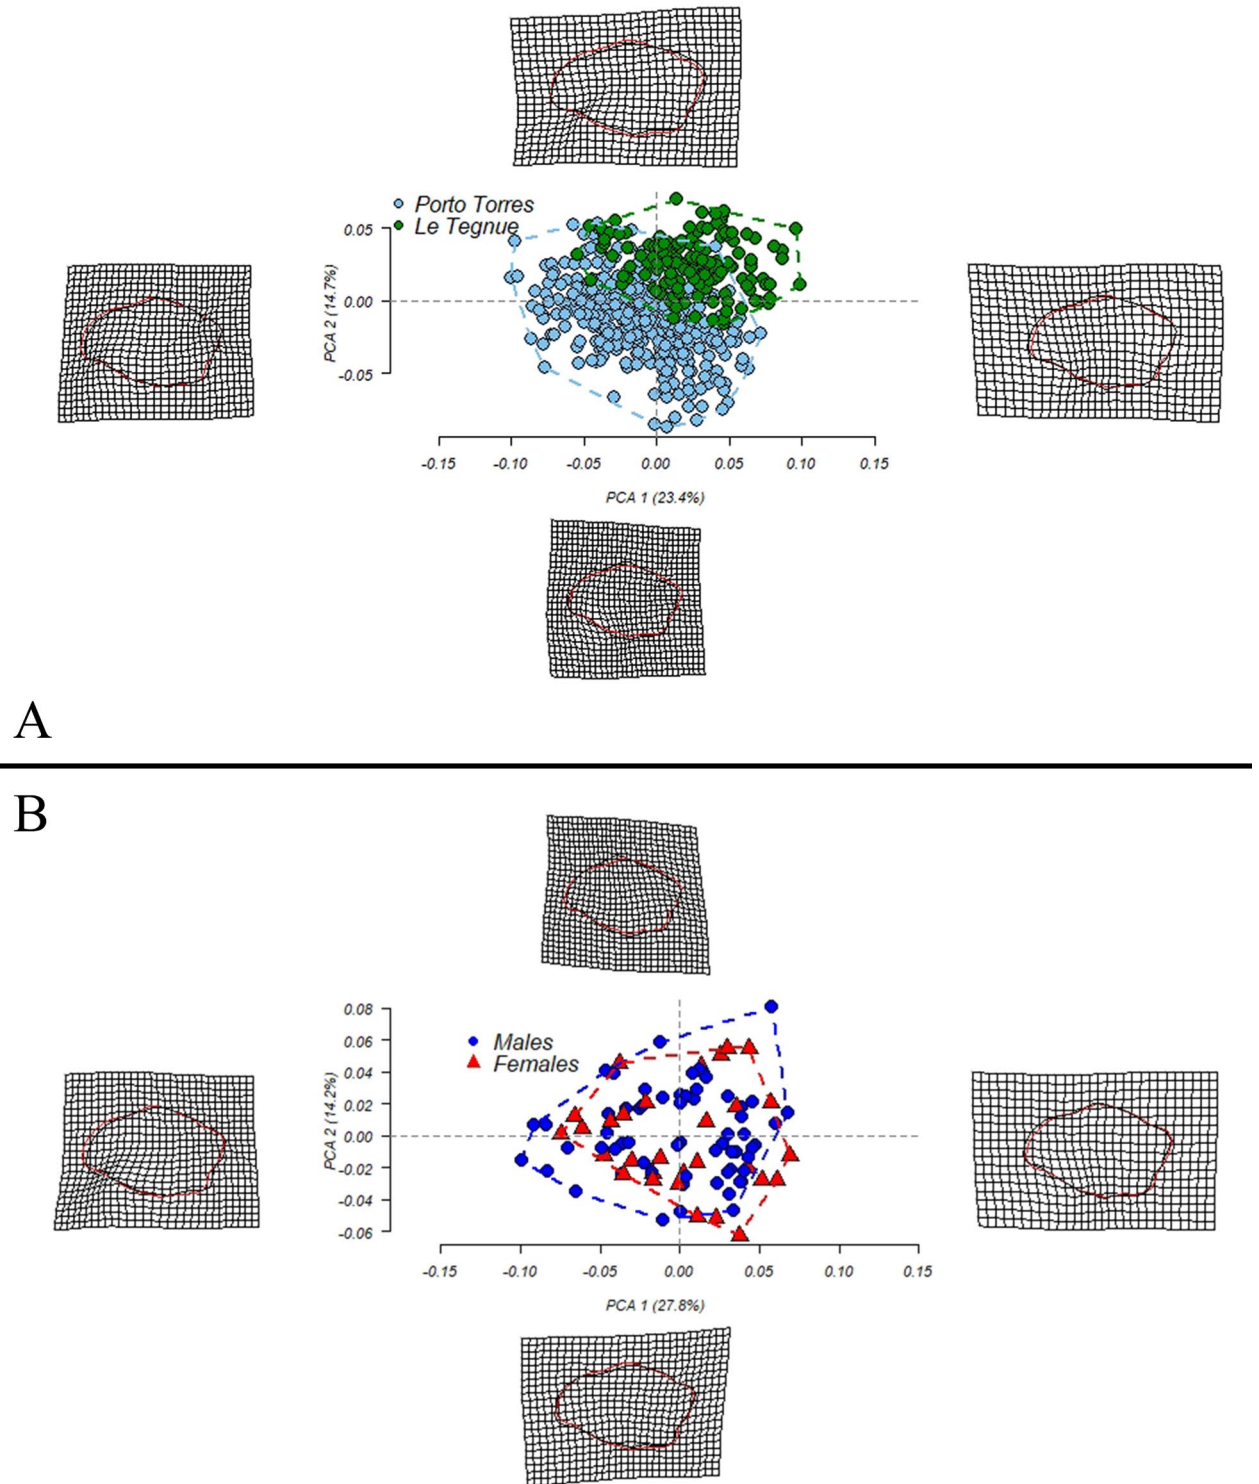 Porto Torres
Le Tegnue
0.05
0.00
-0.05
PCA 2 (14.7%)
-0.15 -0.10 -0.05 0.00 0.05 0.10 0.15
PCA 1 (23.4%)
A
B
Males
Females
0.08
0.06
0.04
0.02
0.00
-0.02
-0.04
-0.06
PCA 2 (14.2%)
-0.15 -0.10 -0.05 0.00 0.05 0.10 0.15
PCA 1 (27.8%)